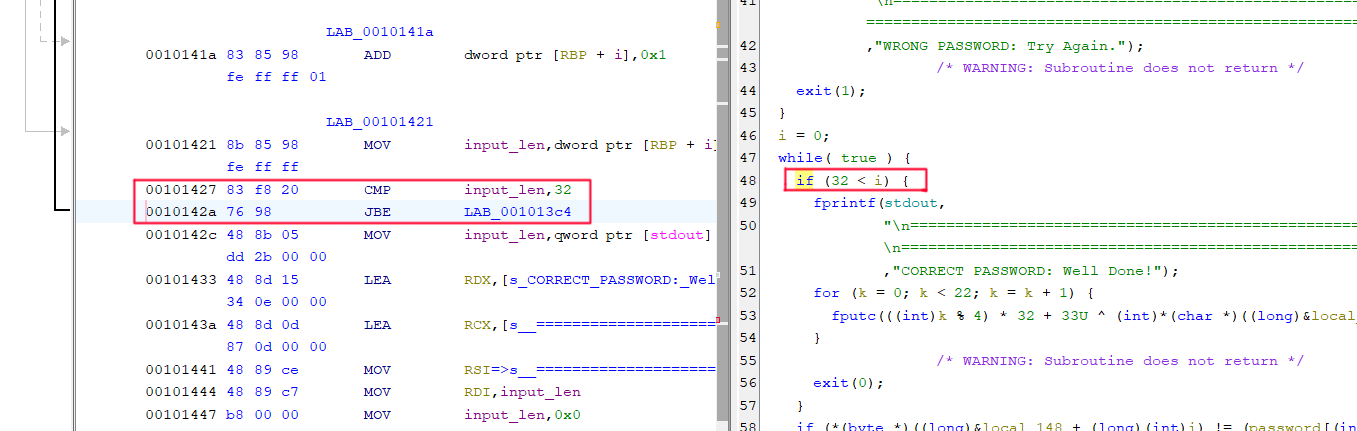 LAB_0010141a
0010141a 83 85 98 ADD dword ptr [RBP + i],0x1
fe ff ff 01
LAB_00101421
00101421 8b 85 98 MOV input_len,dword ptr [RBP + i]
fe ff ff
00101427 83 f8 20 CMP input_len,32
0010142a 76 98 JBE LAB_001013c4
0010142c 48 8b 05 MOV input_len,qword ptr [stdout]
dd 2b 00 00
00101433 48 8d 15 LEA RDX,[s_CORRECT_PASSWORD:_Wel
34 0e 00 00
0010143a 48 8d 0d LEA RCX,[s__=====================
87 0d 00 00
00101441 48 89 ce MOV RSI=>s__====================
00101444 48 89 c7 MOV RDI,input_len
00101447 b8 00 00 MOV input_len,0x0
41 "\n====================================================
======================================================
42 ,"WRONG PASSWORD: Try Again.");
43 /* WARNING: Subroutine does not return */
44 exit(1);
45 }
46 i = 0;
47 while( true ) {
48 if (32 < i) {
49 fprintf(stdout,
50 "\n==================================================
\n==================================================
51 ,"CORRECT PASSWORD: Well Done!");
52 for (k = 0; k < 22; k = k + 1) {
53 fputc(((int)k % 4) * 32 + 33U ^ (int)*(char *)((long)&local_
54 }
55 /* WARNING: Subroutine does not return */
56 exit(0);
57 }
58 if (*(byte *)((long)&local_148 + (long)(int)i) != (password[(in